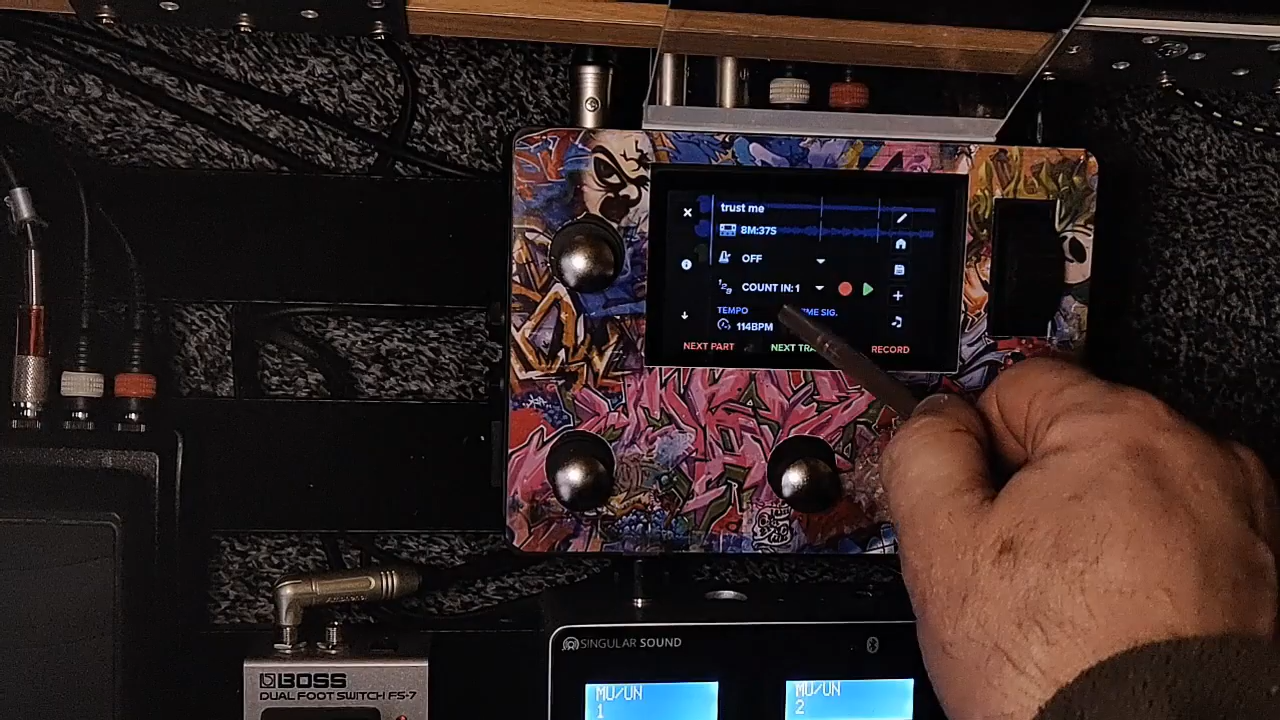 trust me
8M:37S
OFF
123 COUNT IN: 1
TEMPO
114BPM
NEXT PART
RECORD
SINGULAR SOUND
MU/UN
1
MU/UN
2
BOSS
DUAL FOOT SWITCH FS-7